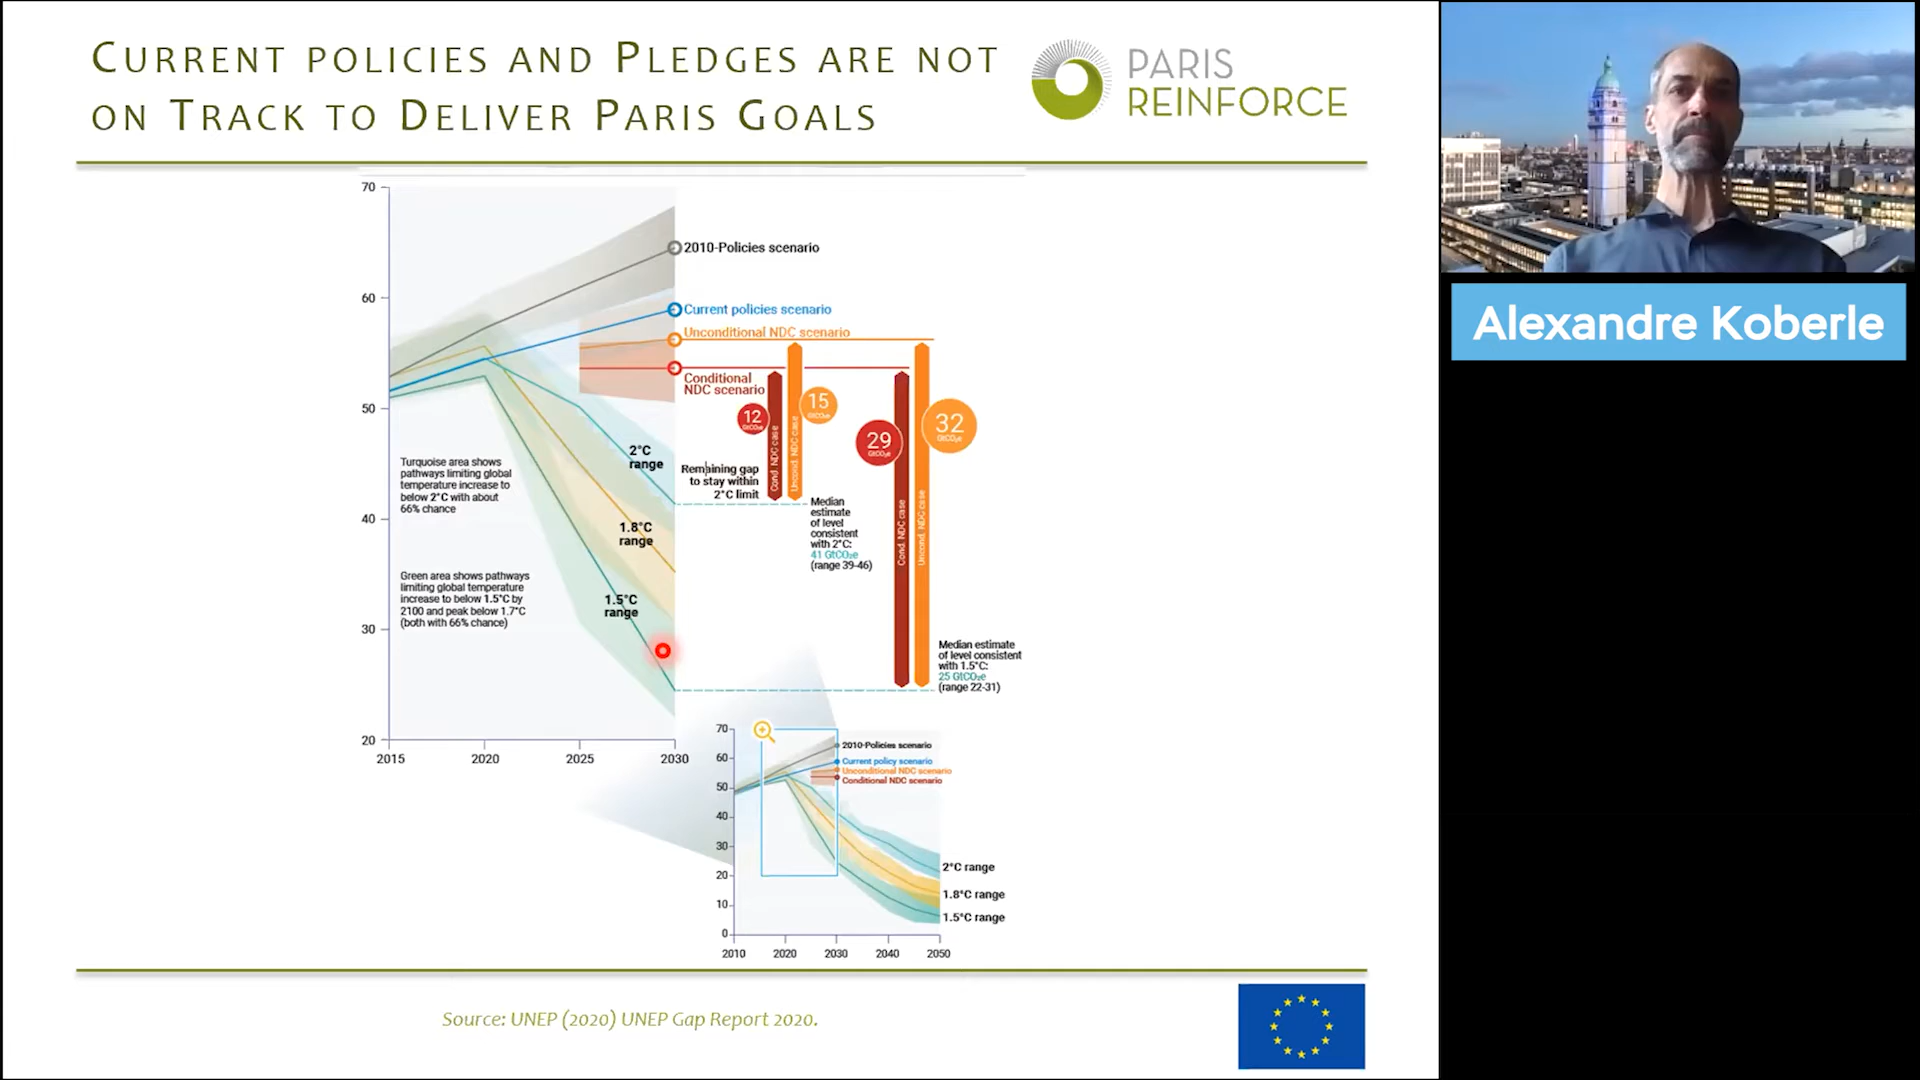 CURRENT POLICIES AND PLEDGES ARE NOT
ON TRACK TO DELIVER PARIS GOALS
PARIS
REINFORCE
Alexandre Koberle
70
60
50
40
30
20
2015
2020
2025
2030
2010-Policies scenario
Current policies scenario
Unconditional NDC scenario
Conditional
NDC scenario
12
GtCO₂e
15
GtCO₂e
29
GtCO₂e
32
GtCO₂e
Cond. NDC case
Uncond. NDC case
Cond. NDC case
Uncond. NDC case
2°C
range
1.8°C
range
1.5°C
range
Remaining gap
to stay within
2°C limit
Turquoise area shows
pathways limiting global
temperature increase to
below 2°C with about
66% chance
Green area shows pathways
limiting global temperature
increase to below 1.5°C by
2100 and peak below 1.7°C
(both with 66% chance)
Median
estimate
of level
consistent
with 2°C:
41 GtCO₂e
(range 39-46)
Median estimate
of level consistent
with 1.5°C:
25 GtCO₂e
(range 22-31)
70
60
50
40
30
20
10
0
2010
2020
2030
2040
2050
2010-Policies scenario
Current policy scenario
Unconditional NDC scenario
Conditional NDC scenario
2°C range
1.8°C range
1.5°C range
Source: UNEP (2020) UNEP Gap Report 2020.